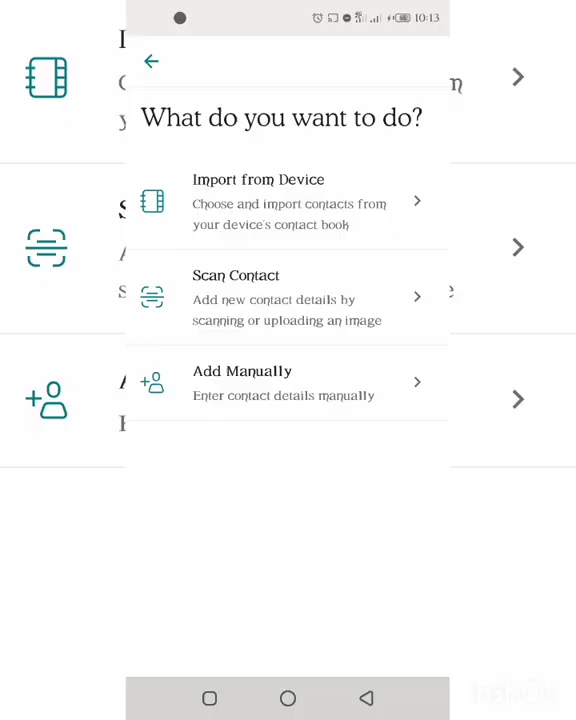 10:13
What do you want to do?
Import from Device
Choose and import contacts from
your device's contact book
Scan Contact
Add new contact details by
scanning or uploading an image
Add Manually
Enter contact details manually